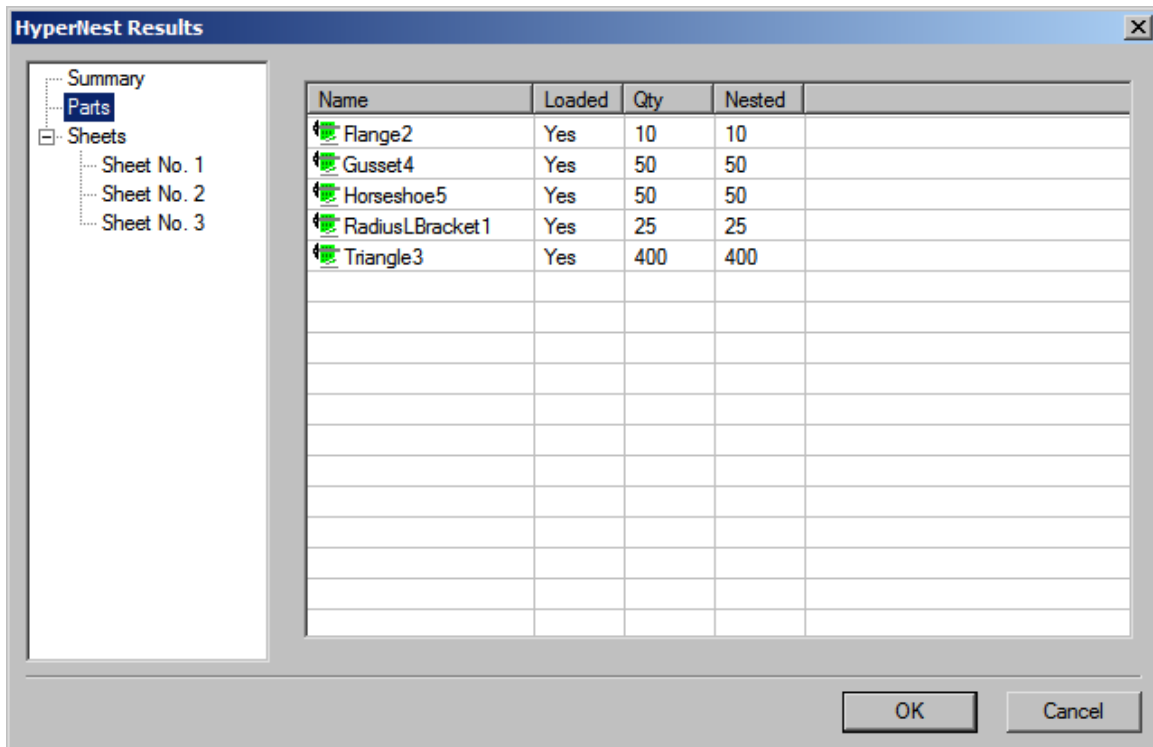 HyperNest Results
Summary
Parts
Sheets
Sheet No. 1
Sheet No. 2
Sheet No. 3
Name Loaded Qty Nested
Flange2 Yes 10 10
Gusset4 Yes 50 50
Horseshoe5 Yes 50 50
RadiusLBracket1 Yes 25 25
Triangle3 Yes 400 400
OK Cancel